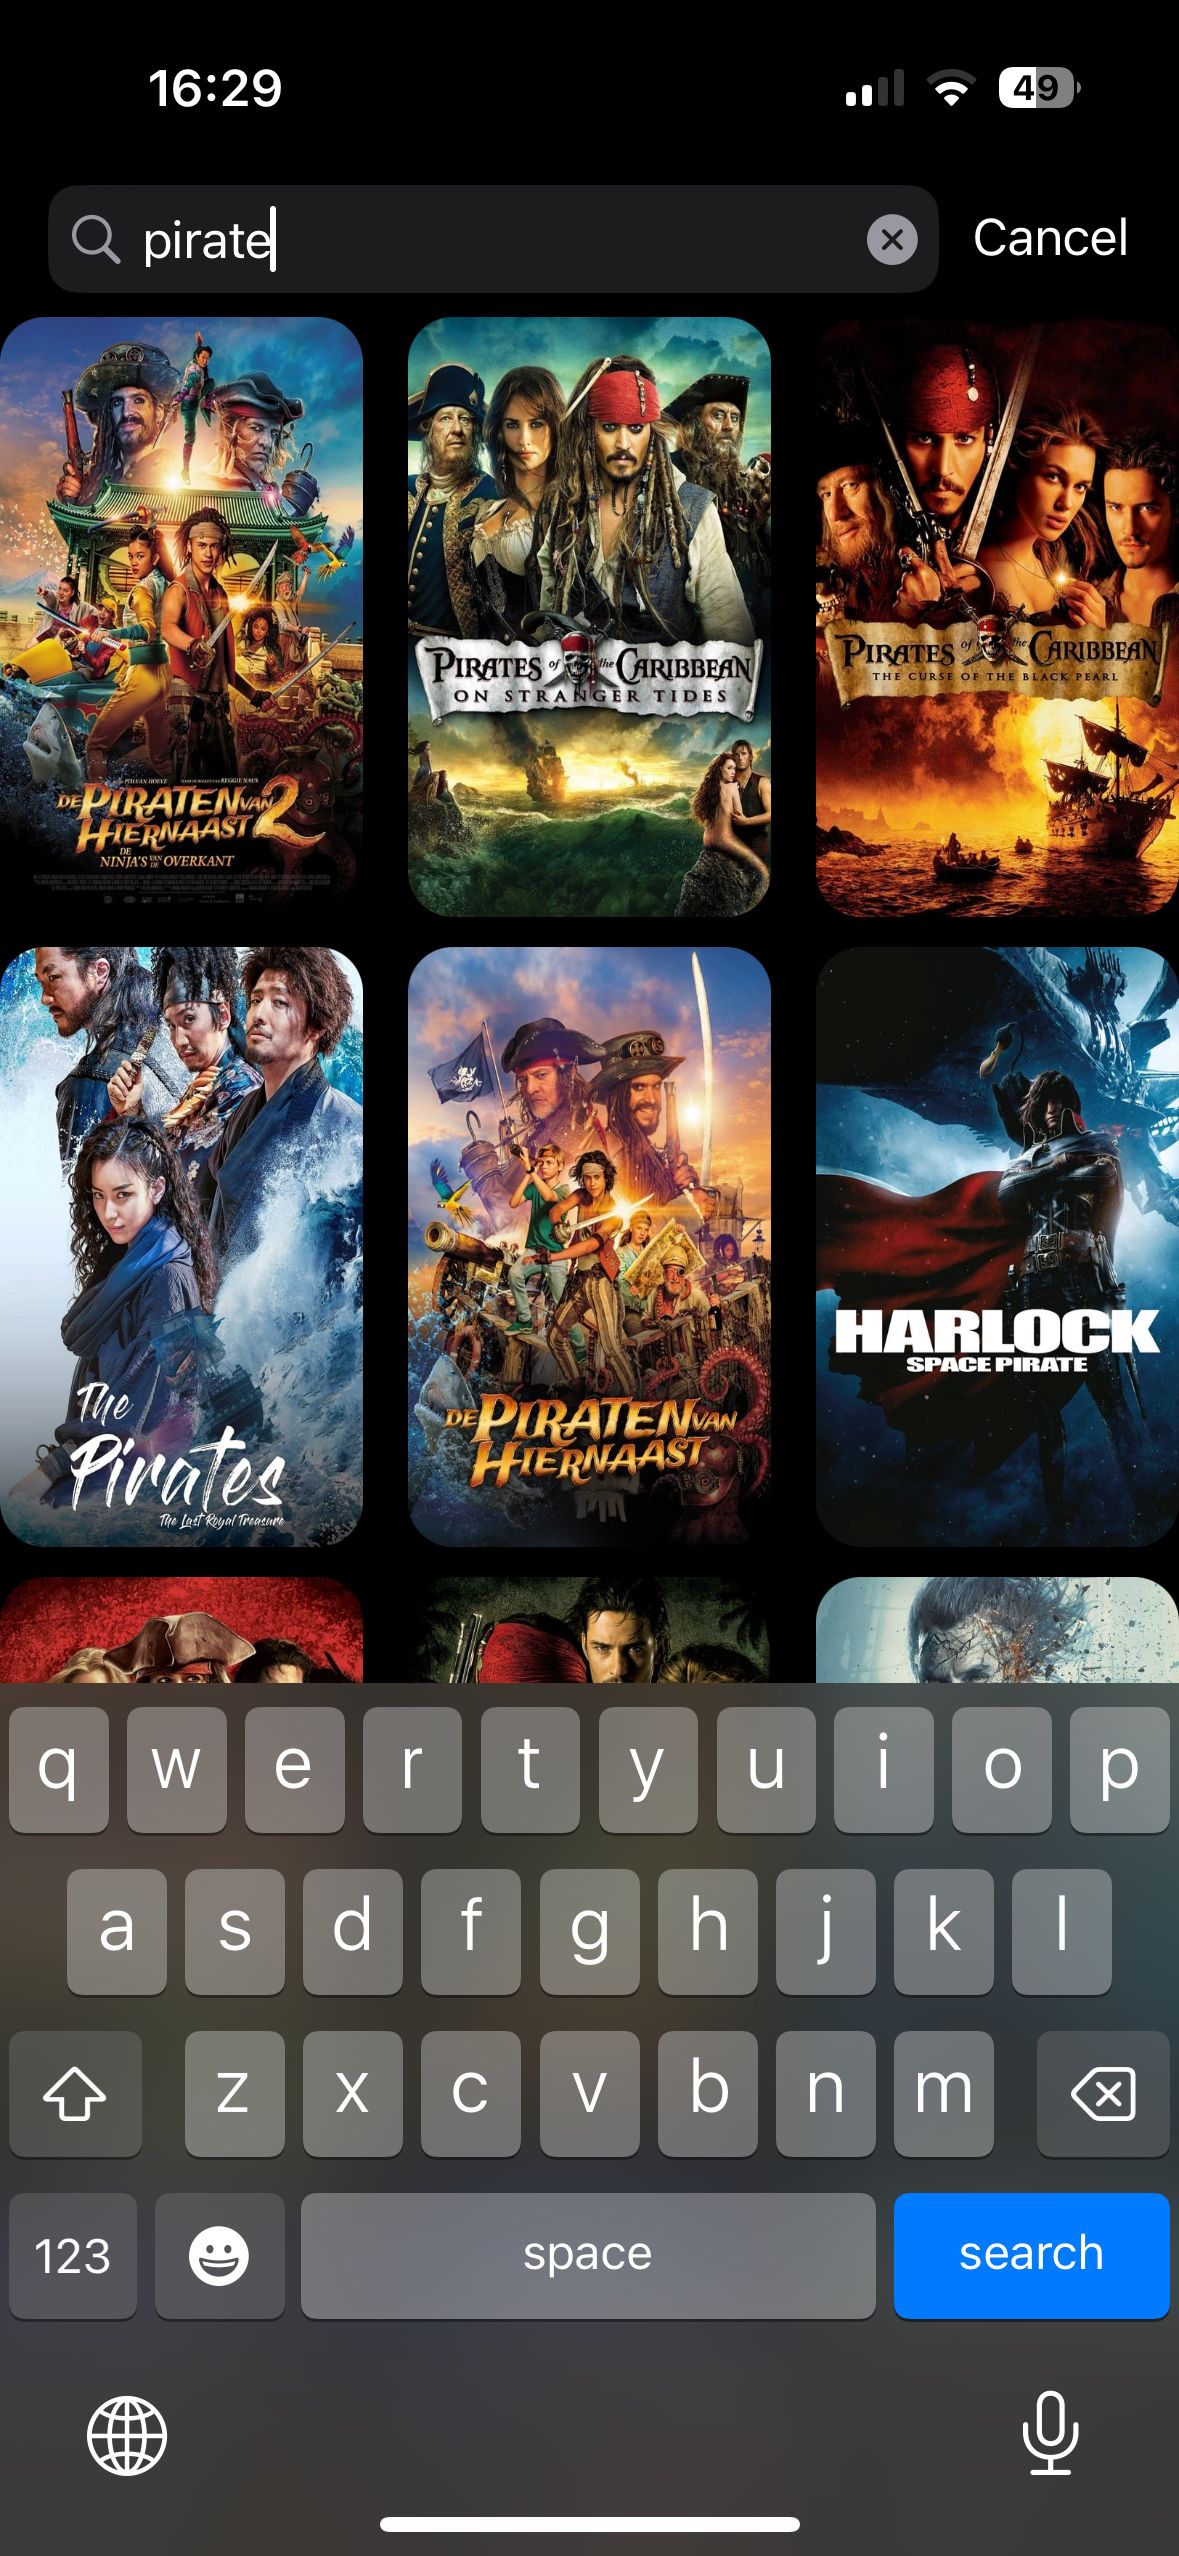 16:29
49
pirate
Cancel
DE PIRATEN VAN
HIERNAAST 2
DE
NINJA'S VAN DE OVERKANT
PIRATES of the CARIBBEAN
ON STRANGER TIDES
PIRATES of the CARIBBEAN
THE CURSE OF THE BLACK PEARL
The
Pirates
The Last Royal Treasure
DE PIRATEN VAN
HIERNAAST
HARLOCK
SPACE PIRATE
q w e r t y u i o p
a s d f g h j k l
z x c v b n m
123
space
search